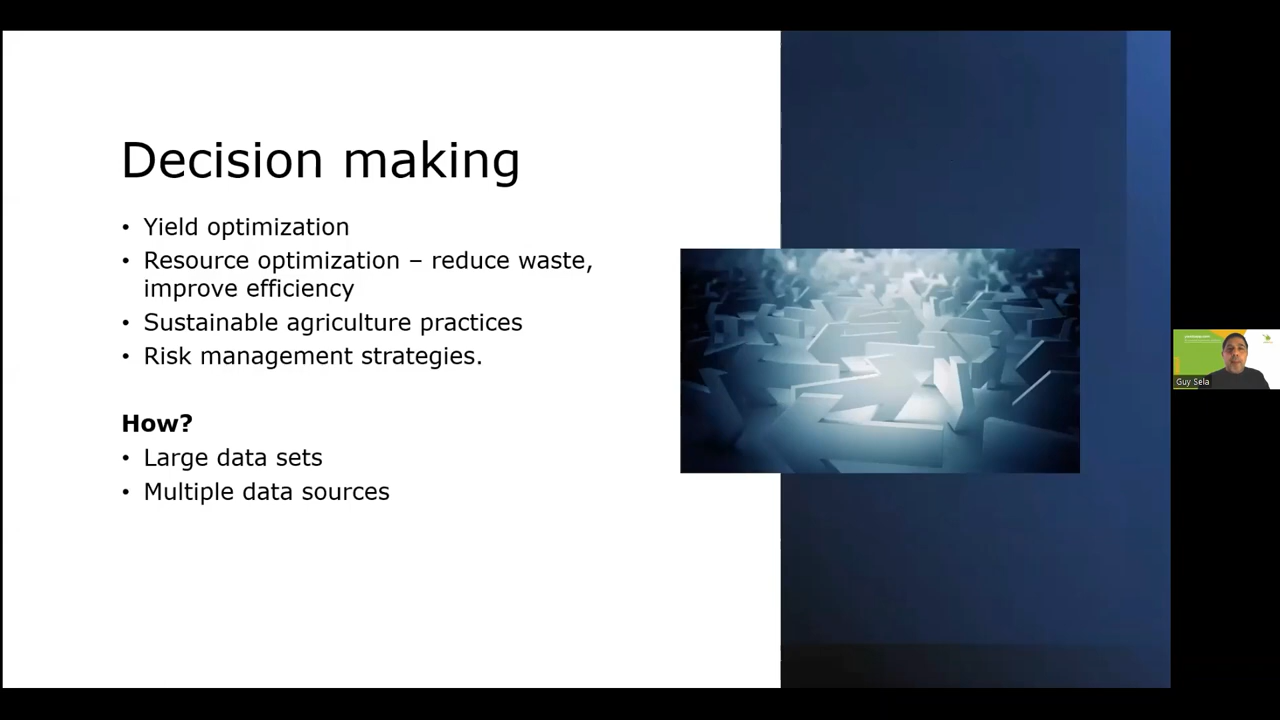 Decision making
• Yield optimization
• Resource optimization – reduce waste,
improve efficiency
• Sustainable agriculture practices
• Risk management strategies.
How?
• Large data sets
• Multiple data sources
Guy Sela